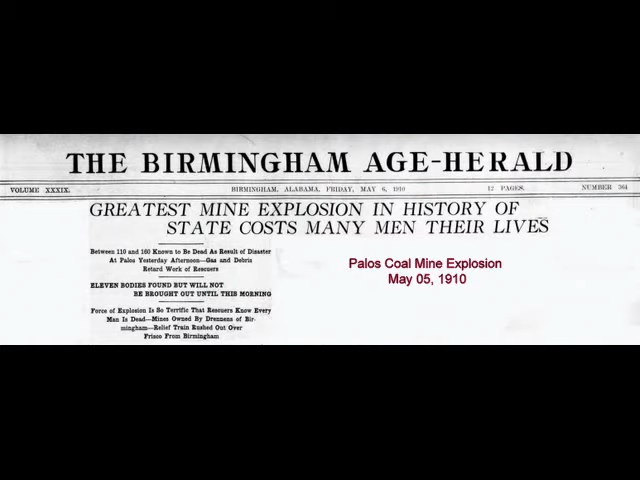 THE BIRMINGHAM AGE-HERALD
VOLUME XXXIX. BIRMINGHAM, ALABAMA, FRIDAY, MAY 6, 1910 12 PAGES. NUMBER 364
GREATEST MINE EXPLOSION IN HISTORY OF
STATE COSTS MANY MEN THEIR LIVES
Between 110 and 160 Known to Be Dead As Result of Disaster
At Palos Yesterday Afternoon—Gas and Debris
Retard Work of Rescuers
ELEVEN BODIES FOUND BUT WILL NOT
BE BROUGHT OUT UNTIL THIS MORNING
Force of Explosion Is So Terrific That Rescuers Know Every
Man Is Dead—Mines Owned By Drennens of Bir-
mingham—Relief Train Rushed Out Over
Frisco From Birmingham
Palos Coal Mine Explosion
May 05, 1910